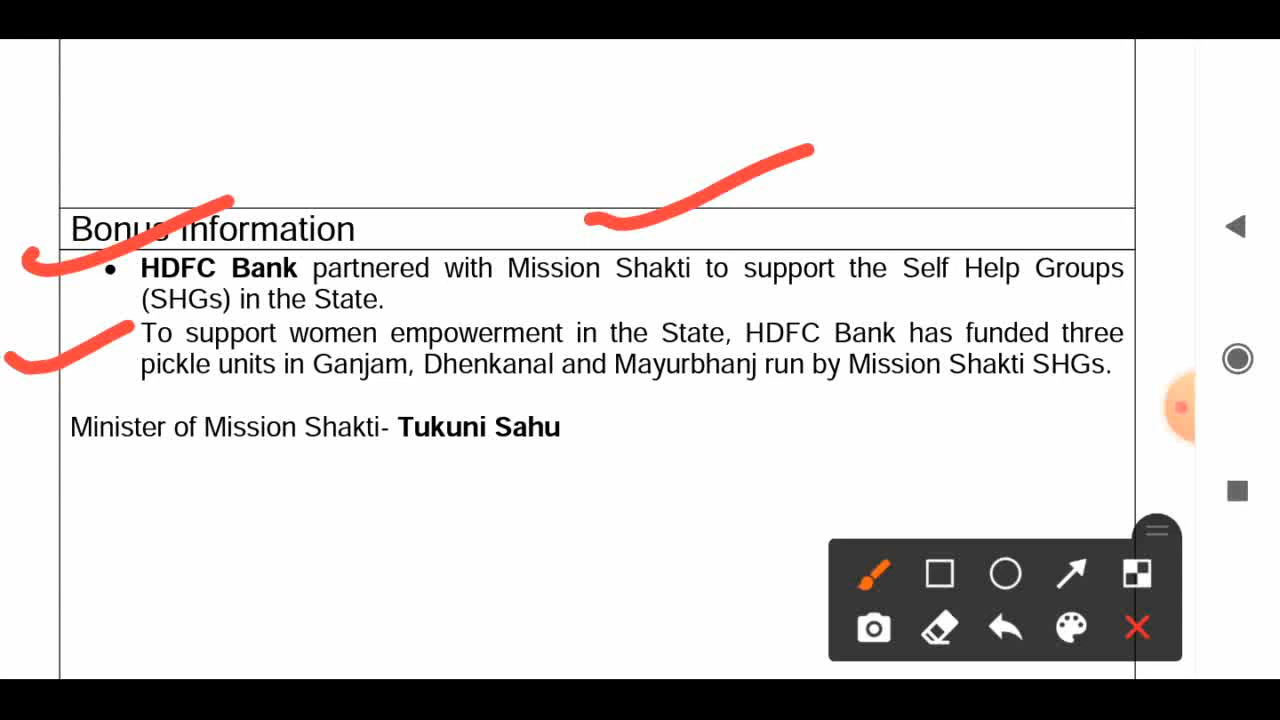 Bonus Information
• HDFC Bank partnered with Mission Shakti to support the Self Help Groups
(SHGs) in the State.
To support women empowerment in the State, HDFC Bank has funded three
pickle units in Ganjam, Dhenkanal and Mayurbhanj run by Mission Shakti SHGs.
Minister of Mission Shakti- Tukuni Sahu